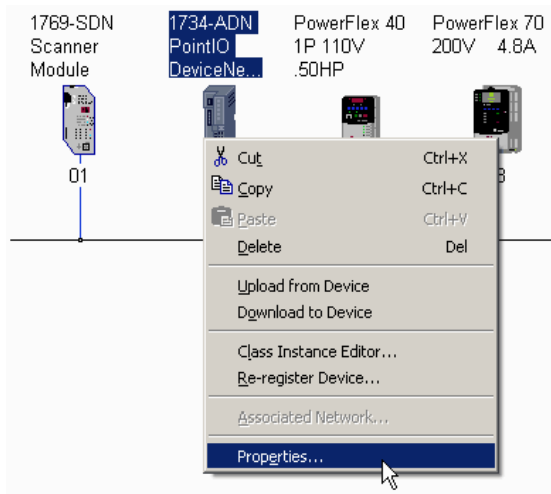 1769-SDN
Scanner
Module
1734-ADN
PointIO
DeviceNe...
PowerFlex 40
1P 110V
.50HP
PowerFlex 70
200V 4.8A
01
Cut Ctrl+X
Copy Ctrl+C
Paste Ctrl+V
Delete Del
Upload from Device
Download to Device
Class Instance Editor...
Re-register Device...
Associated Network...
Properties...